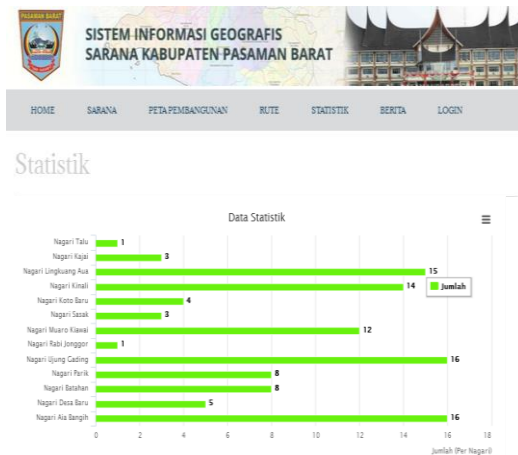 PASAMAN BARAT
SISTEM INFORMASI GEOGRAFIS
SARANA KABUPATEN PASAMAN BARAT
HOME SARANA PETA PEMBANGUNAN RUTE STATISTIK BERITA LOGIN
Statistik
Data Statistik
Nagari Talu 1
Nagari Kajai 3
Nagari Lingkuang Aua 15
Nagari Kinali 14
Jumlah
Nagari Koto Baru 4
Nagari Sasak 3
Nagari Muaro Kiawai 12
Nagari Rabi Jonggor 1
Nagari Ujung Gading 16
Nagari Parik 8
Nagari Batahan 8
Nagari Desa Baru 5
Nagari Aia Bangih 16
0 2 4 6 8 10 12 14 16 18
Jumlah (Per Nagari)